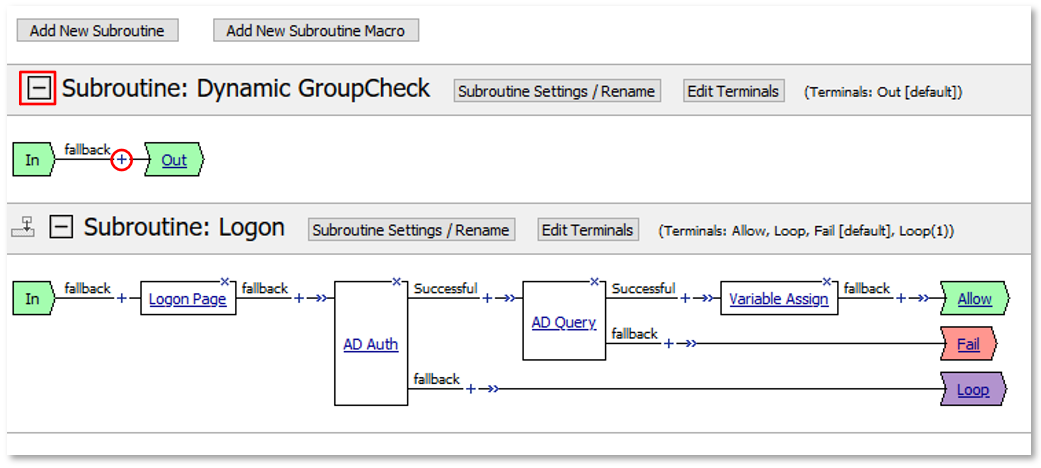 Add New Subroutine Add New Subroutine Macro
Subroutine: Dynamic GroupCheck Subroutine Settings / Rename Edit Terminals (Terminals: Out [default])
fallback
In + Out
Subroutine: Logon Subroutine Settings / Rename Edit Terminals (Terminals: Allow, Loop, Fail [default], Loop(1))
fallback fallback Successful Successful fallback
In + Logon Page + AD Auth + AD Query + Variable Assign + Allow
fallback + Fail
fallback + Loop